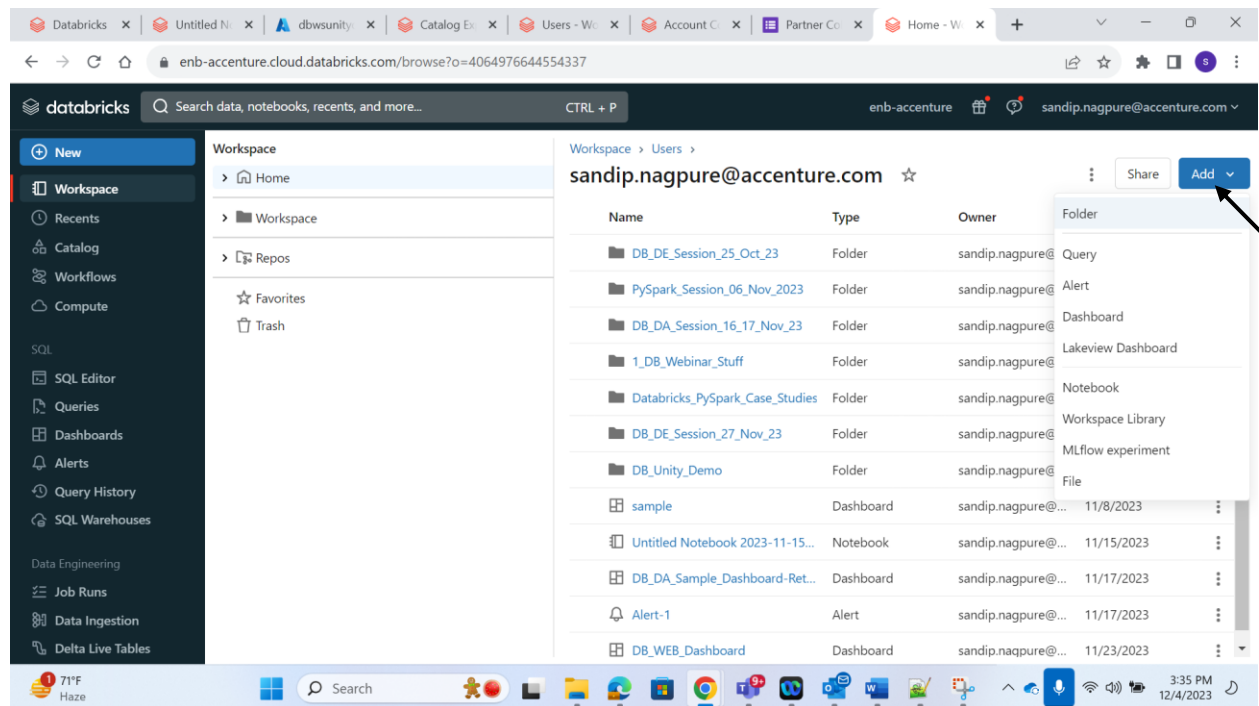 Databricks
Untitled N
dbwsunity
Catalog Ex
Users - Wo
Account C
Partner Co
Home - W
enb-accenture.cloud.databricks.com/browse?o=4064976644554337
S
databricks
Search data, notebooks, recents, and more...
CTRL + P
enb-accenture
sandip.nagpure@accenture.com
New
Workspace
Recents
Catalog
Workflows
Compute
SQL
SQL Editor
Queries
Dashboards
Alerts
Query History
SQL Warehouses
Data Engineering
Job Runs
Data Ingestion
Delta Live Tables
Workspace
Home
Workspace
Repos
Favorites
Trash
Workspace > Users >
sandip.nagpure@accenture.com
Share
Add
Name Type Owner
DB_DE_Session_25_Oct_23 Folder sandip.nagpure@
PySpark_Session_06_Nov_2023 Folder sandip.nagpure@
DB_DA_Session_16_17_Nov_23 Folder sandip.nagpure@
1_DB_Webinar_Stuff Folder sandip.nagpure@
Databricks_PySpark_Case_Studies Folder sandip.nagpure@
DB_DE_Session_27_Nov_23 Folder sandip.nagpure@
DB_Unity_Demo Folder sandip.nagpure@
sample Dashboard sandip.nagpure@... 11/8/2023
Untitled Notebook 2023-11-15... Notebook sandip.nagpure@... 11/15/2023
DB_DA_Sample_Dashboard-Ret... Dashboard sandip.nagpure@... 11/17/2023
Alert-1 Alert sandip.nagpure@... 11/17/2023
DB_WEB_Dashboard Dashboard sandip.nagpure@... 11/23/2023
Folder
Query
Alert
Dashboard
Lakeview Dashboard
Notebook
Workspace Library
MLflow experiment
File
1
71°F
Haze
Search
9+
3:35 PM
12/4/2023